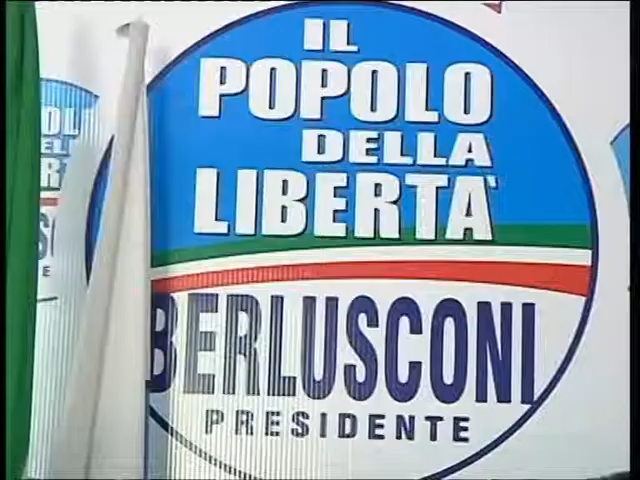 IL
POPOLO
DELLA
LIBERTÀ
BERLUSCONI
PRESIDENTE